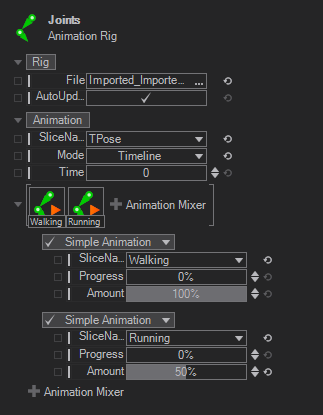 Joints
Animation Rig
Rig
File Imported_Importe... ...
AutoUpd...
Animation
SliceNa... TPose
Mode Timeline
Time 0
Walking Running Animation Mixer
Simple Animation
SliceNa... Walking
Progress 0%
Amount 100%
Simple Animation
SliceNa... Running
Progress 0%
Amount 50%
Animation Mixer